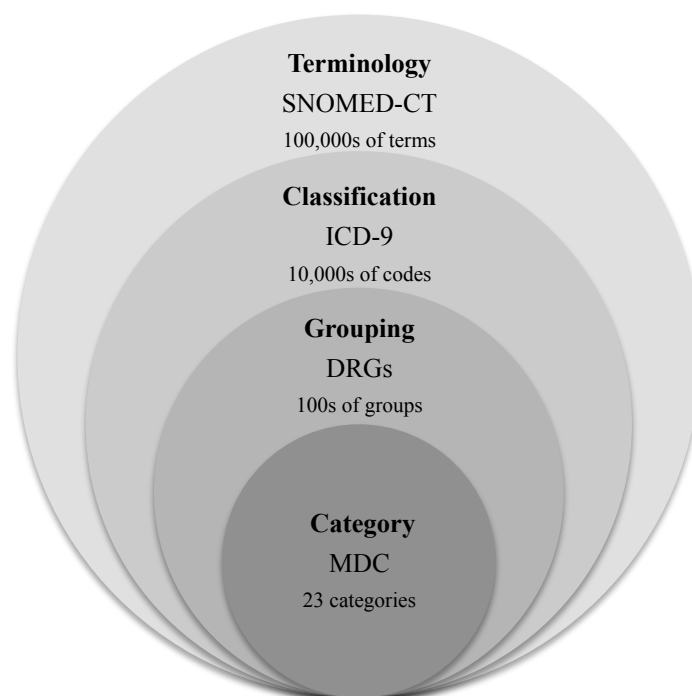 Terminology
SNOMED-CT
100,000s of terms
Classification
ICD-9
10,000s of codes
Grouping
DRGs
100s of groups
Category
MDC
23 categories